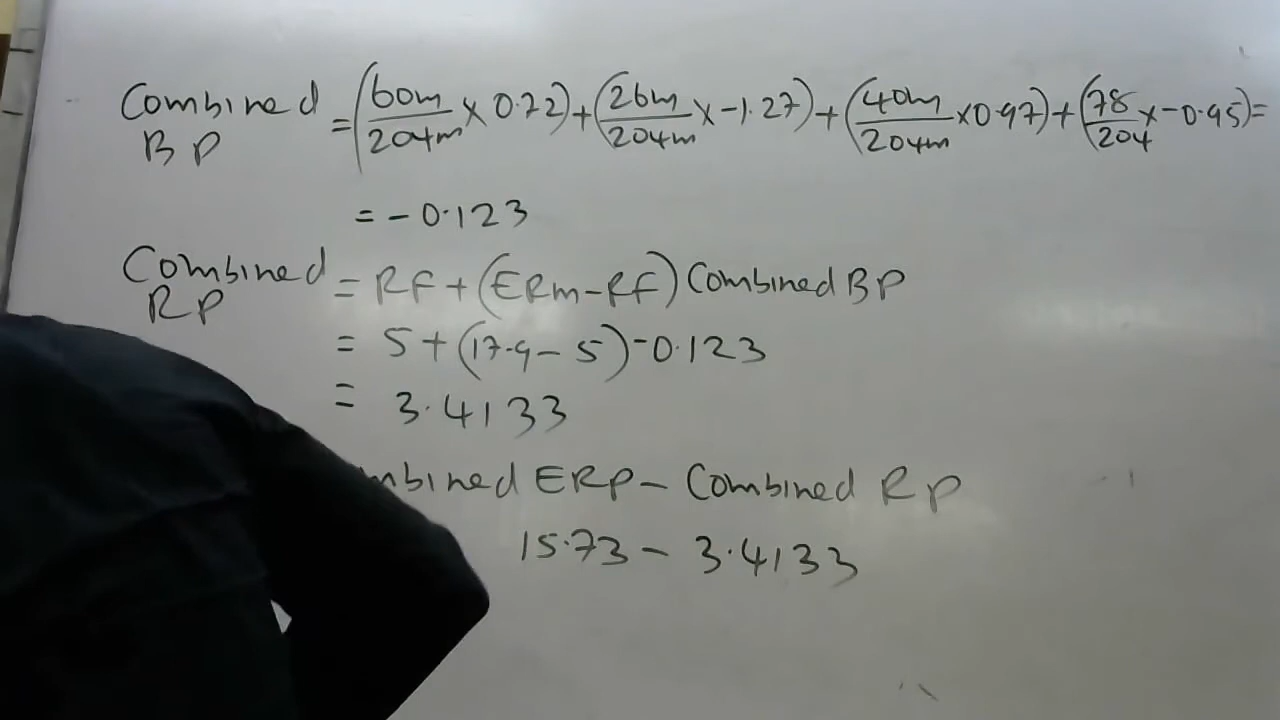 Combined BP = (60m/204m × 0.72) + (26m/204m × -1.27) + (40m/204m × 0.97) + (78/204 × -0.95) =
= -0.123
Combined RP = RF + (ERm - RF) Combined BP
= 5 + (17.9 - 5) -0.123
= 3.4133
mbined ERP - Combined RP
15.73 - 3.4133